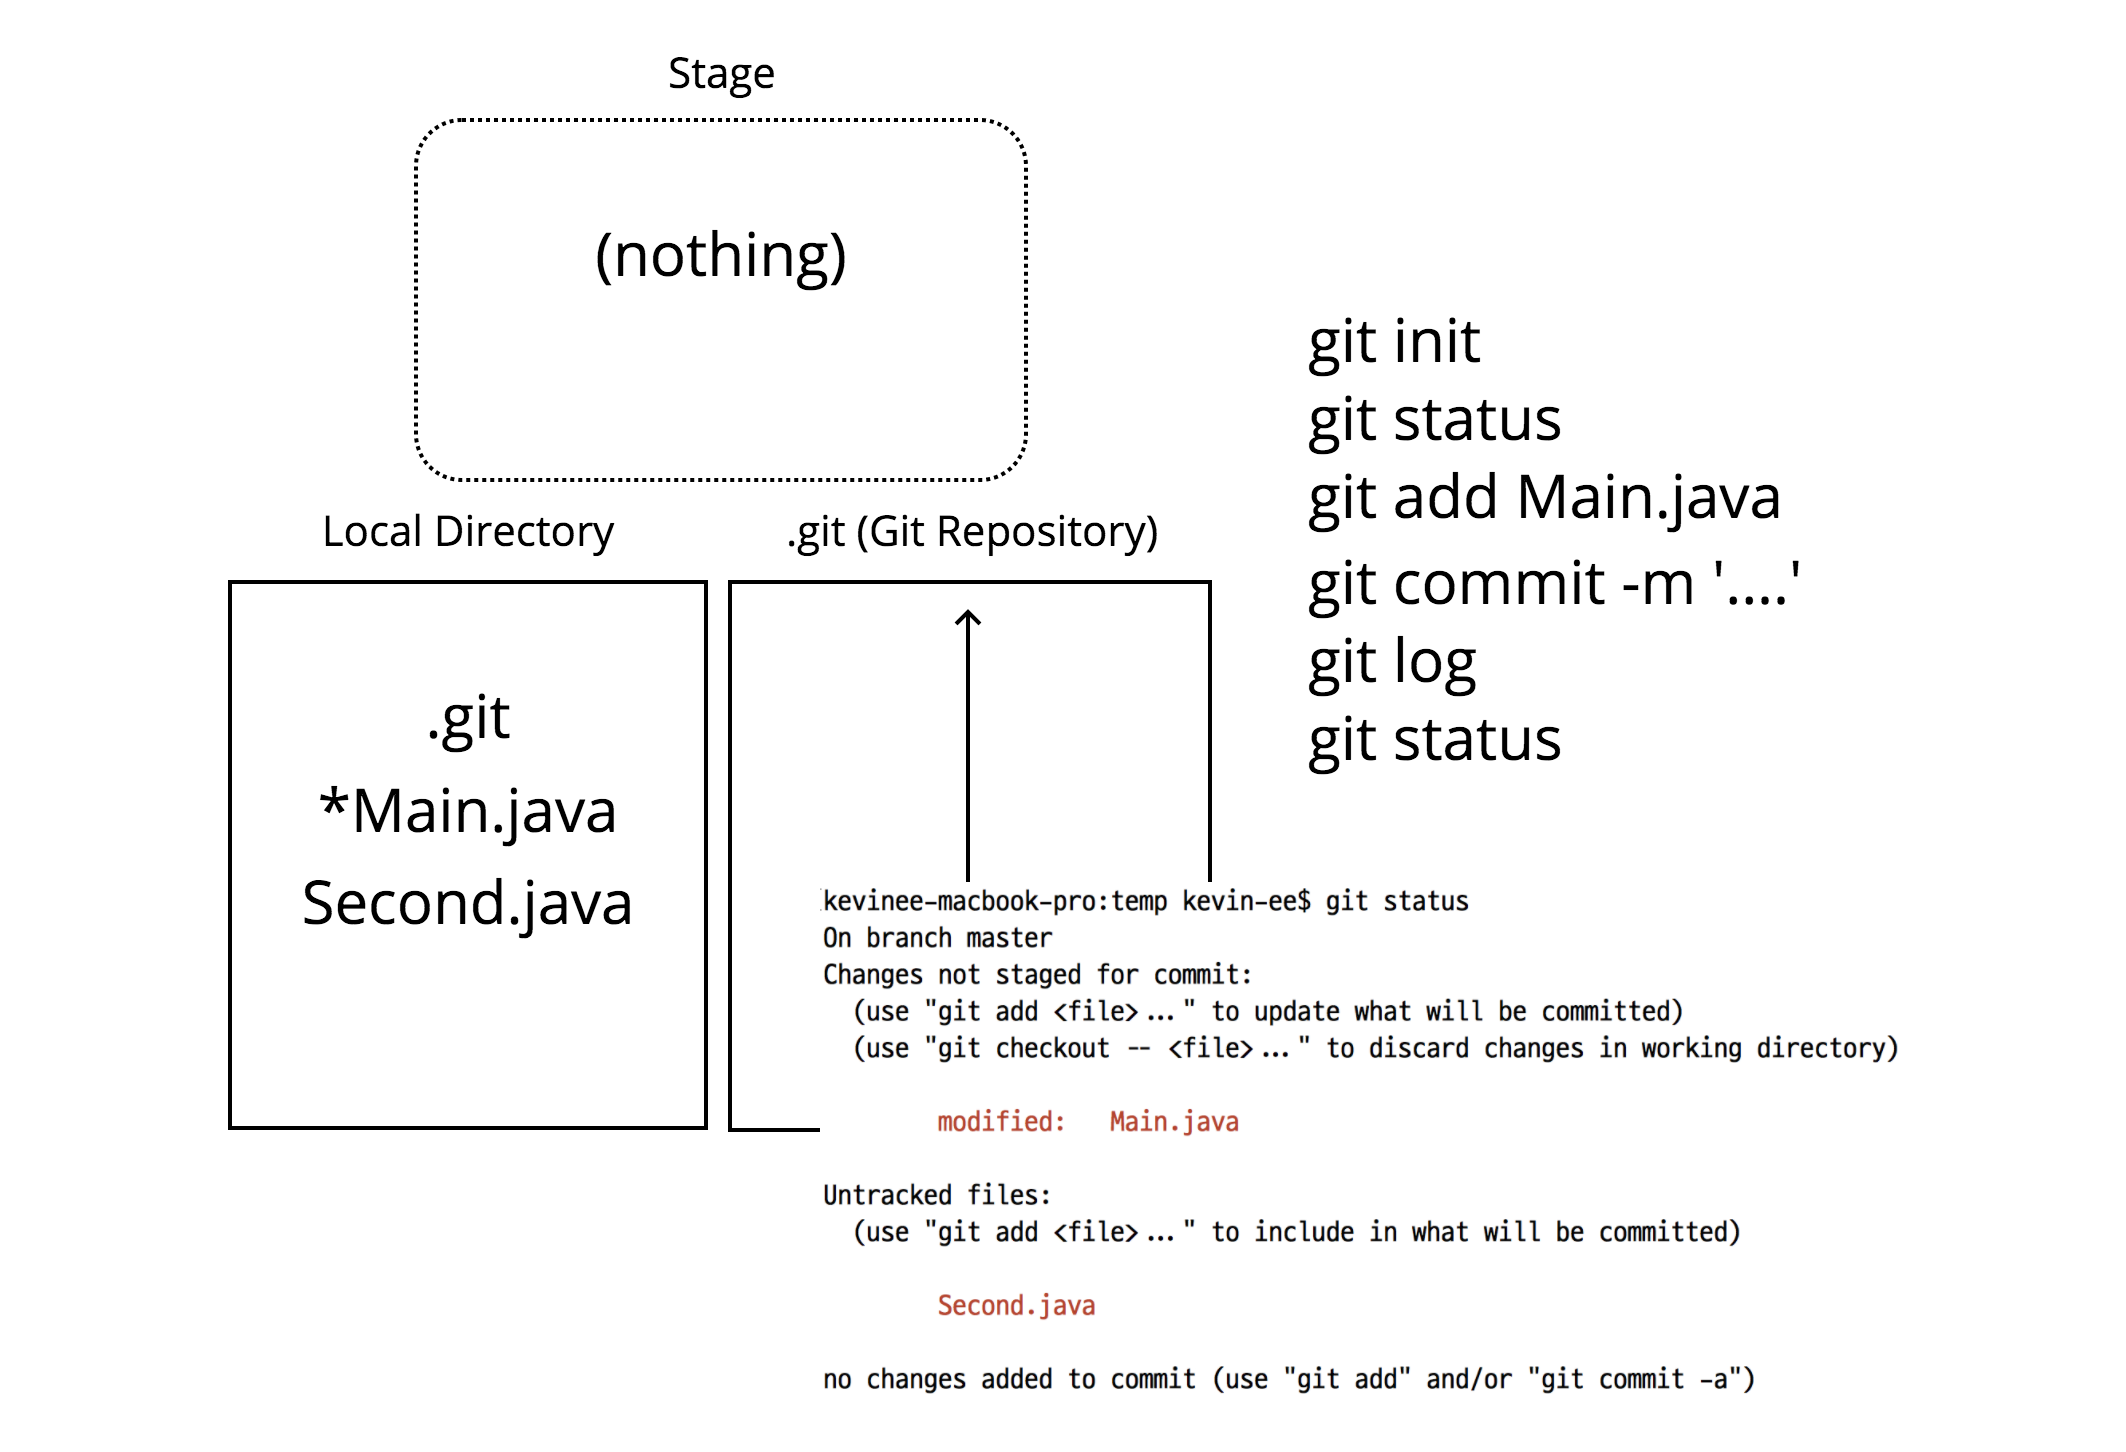 Stage
(nothing)
Local Directory
.git (Git Repository)
.git
*Main.java
Second.java
git init
git status
git add Main.java
git commit -m '....'
git log
git status
kevinee-macbook-pro:temp kevin-ee$ git status
On branch master
Changes not staged for commit:
  (use "git add <file>..." to update what will be committed)
  (use "git checkout -- <file>..." to discard changes in working directory)
        modified:   Main.java
Untracked files:
  (use "git add <file>..." to include in what will be committed)
        Second.java
no changes added to commit (use "git add" and/or "git commit -a")